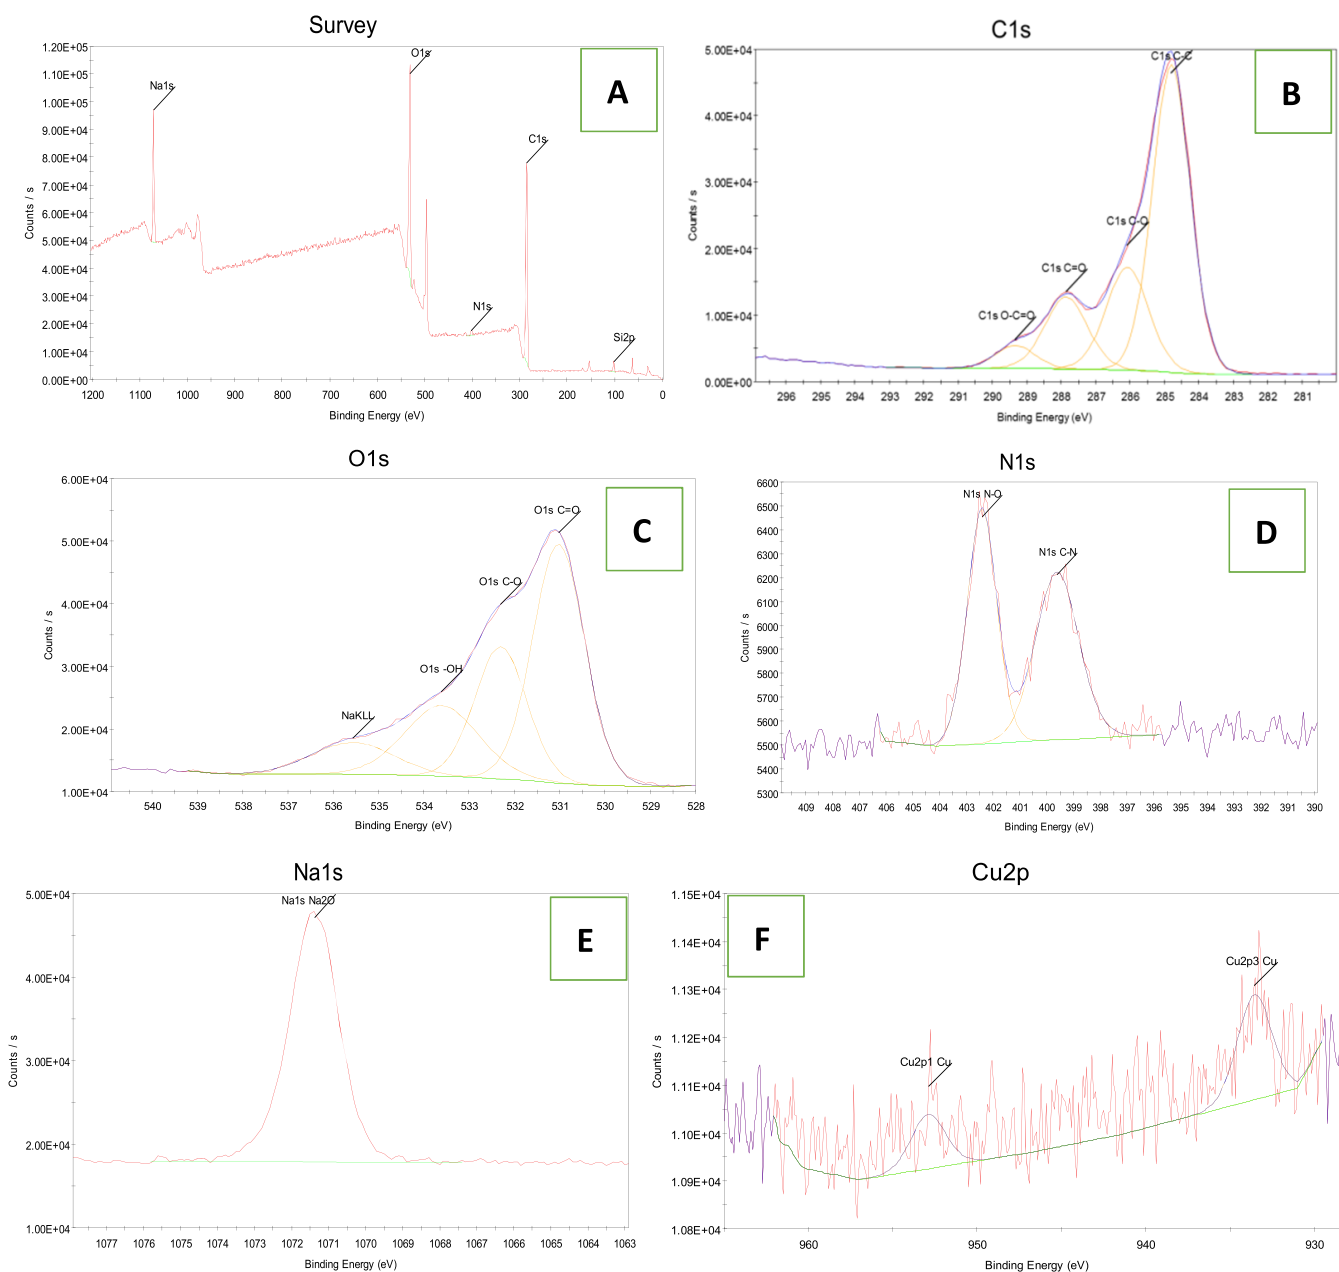 Survey
1.20E+05
1.10E+05
1.00E+05
9.00E+04
8.00E+04
7.00E+04
6.00E+04
5.00E+04
4.00E+04
3.00E+04
2.00E+04
1.00E+04
0.00E+00
Counts / s
Na1s
O1s
C1s
N1s
Si2p
A
1200 1100 1000 900 800 700 600 500 400 300 200 100 0
Binding Energy (eV)
C1s
5.00E+04
4.00E+04
3.00E+04
2.00E+04
1.00E+04
0.00E+00
Counts / s
C1s C-C
C1s C-O
C1s C=O
C1s O-C=O
B
296 295 294 293 292 291 290 289 288 287 286 285 284 283 282 281
Binding Energy (eV)
O1s
6.00E+04
5.00E+04
4.00E+04
3.00E+04
2.00E+04
1.00E+04
Counts / s
O1s C=O
O1s C-O
O1s -OH
NaKLL
C
540 539 538 537 536 535 534 533 532 531 530 529 528
Binding Energy (eV)
N1s
6600
6500
6400
6300
6200
6100
6000
5900
5800
5700
5600
5500
5400
5300
Counts / s
N1s N-O
N1s C-N
D
409 408 407 406 405 404 403 402 401 400 399 398 397 396 395 394 393 392 391 390
Binding Energy (eV)
Na1s
5.00E+04
4.00E+04
3.00E+04
2.00E+04
1.00E+04
Counts / s
Na1s Na2O
E
1077 1076 1075 1074 1073 1072 1071 1070 1069 1068 1067 1066 1065 1064 1063
Binding Energy (eV)
Cu2p
1.15E+04
1.14E+04
1.13E+04
1.12E+04
1.11E+04
1.10E+04
1.09E+04
1.08E+04
Counts / s
F
Cu2p3 Cu
Cu2p1 Cu
960 950 940 930
Binding Energy (eV)